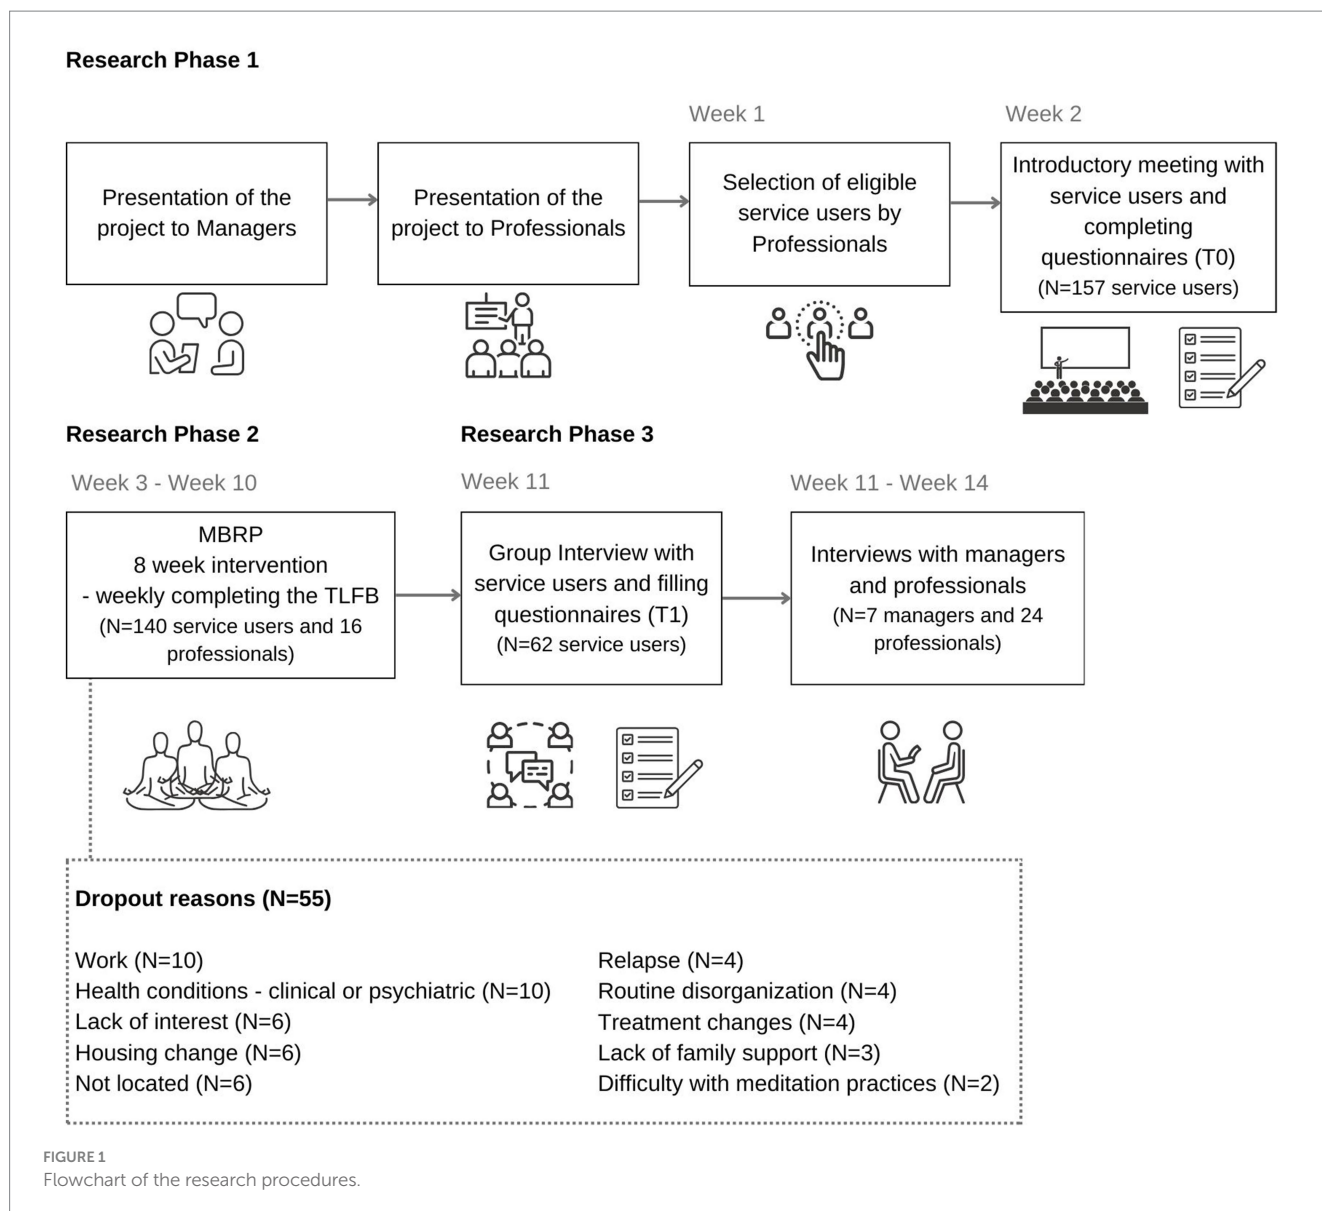 Research Phase 1
Week 1
Week 2
Presentation of the
project to Managers
Presentation of the
project to Professionals
Selection of eligible
service users by
Professionals
Introductory meeting with
service users and
completing
questionnaires (T0)
(N=157 service users)
Research Phase 2
Research Phase 3
Week 3 - Week 10
Week 11
Week 11 - Week 14
MBRP
8 week intervention
- weekly completing the TLFB
(N=140 service users and 16
professionals)
Group Interview with
service users and filling
questionnaires (T1)
(N=62 service users)
Interviews with managers
and professionals
(N=7 managers and 24
professionals)
Dropout reasons (N=55)
Work (N=10)
Health conditions - clinical or psychiatric (N=10)
Lack of interest (N=6)
Housing change (N=6)
Not located (N=6)
Relapse (N=4)
Routine disorganization (N=4)
Treatment changes (N=4)
Lack of family support (N=3)
Difficulty with meditation practices (N=2)
FIGURE 1
Flowchart of the research procedures.